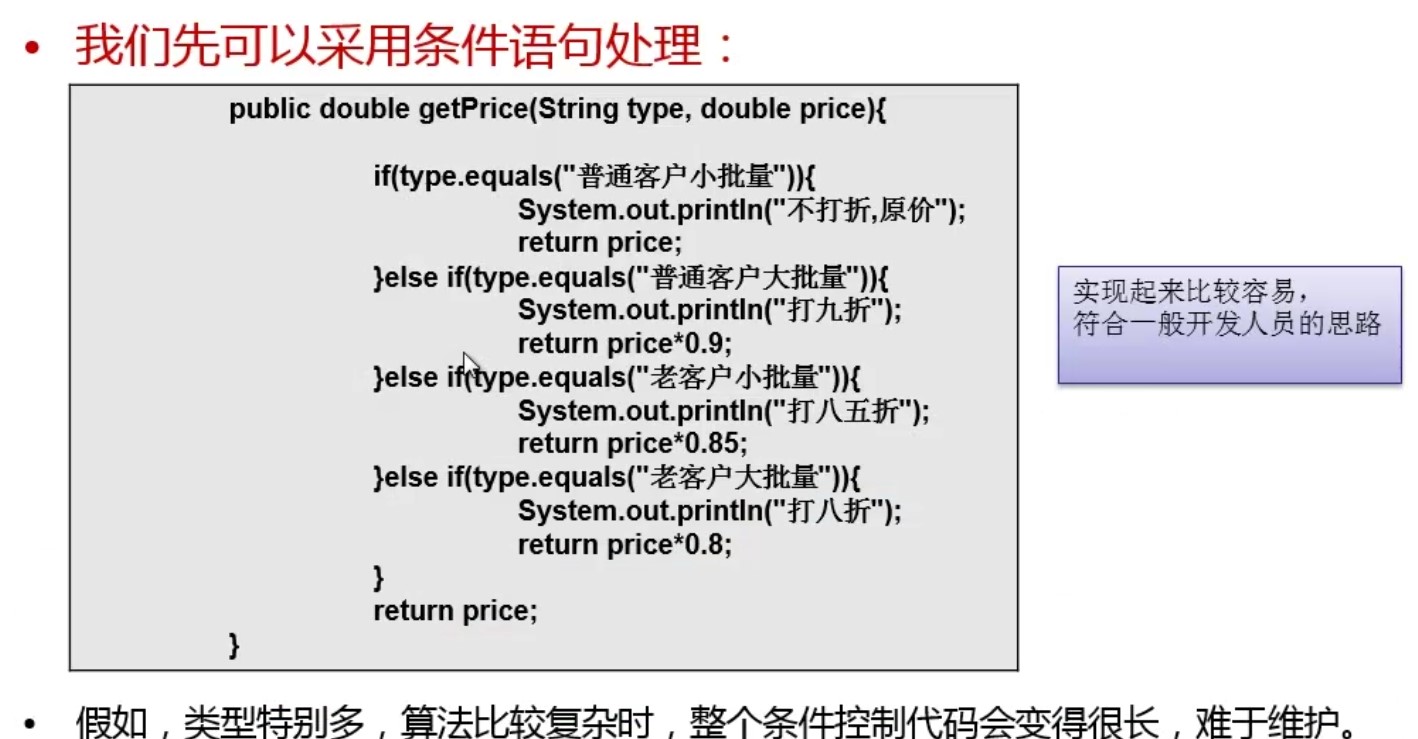 • 我们先可以采用条件语句处理：
public double getPrice(String type, double price){
if(type.equals("普通客户小批量")){
System.out.println("不打折,原价");
return price;
}else if(type.equals("普通客户大批量")){
System.out.println("打九折");
return price*0.9;
}else if(type.equals("老客户小批量")){
System.out.println("打八五折");
return price*0.85;
}else if(type.equals("老客户大批量")){
System.out.println("打八折");
return price*0.8;
}
return price;
}
实现起来比较容易，
符合一般开发人员的思路
• 假如，类型特别多，算法比较复杂时，整个条件控制代码会变得很长，难于维护。